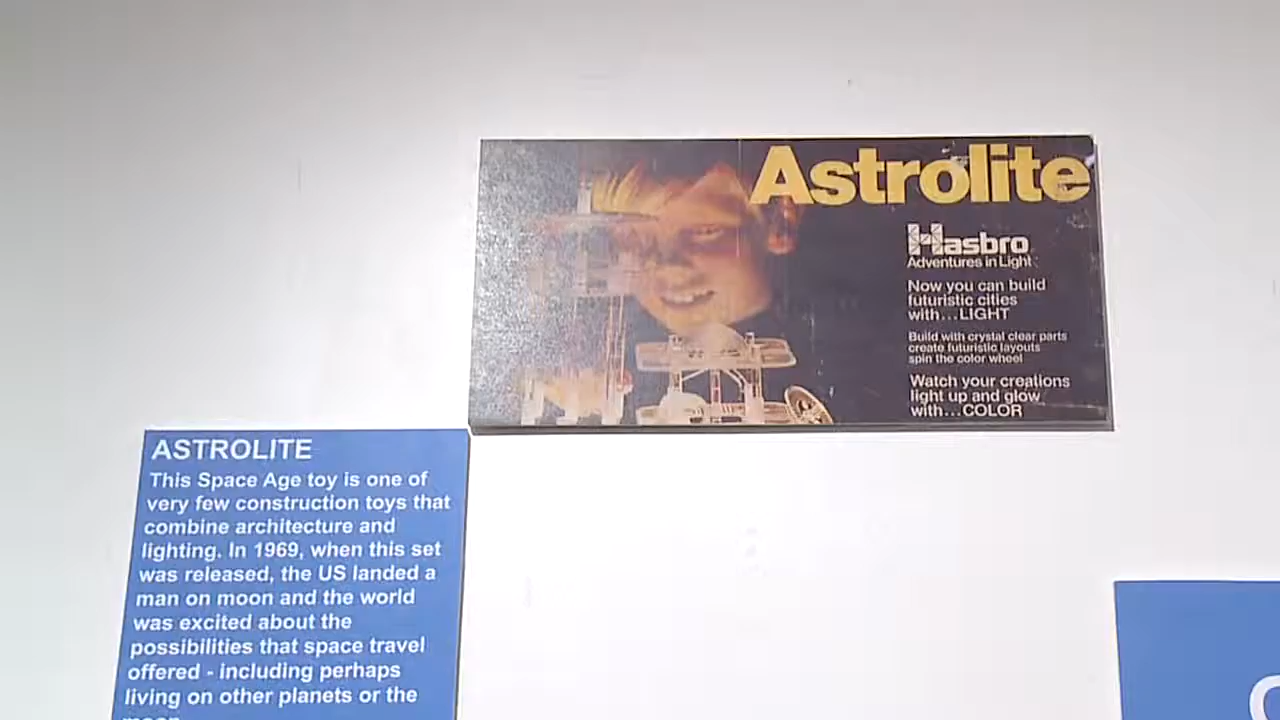 Astrolite
Hasbro
Adventures in Light
Now you can build
futuristic cities
with...LIGHT
Build with crystal clear parts
create futuristic layouts
spin the color wheel
Watch your creations
light up and glow
with...COLOR
ASTROLITE
This Space Age toy is one of
very few construction toys that
combine architecture and
lighting. In 1969, when this set
was released, the US landed a
man on moon and the world
was excited about the
possibilities that space travel
offered - including perhaps
living on other planets or the